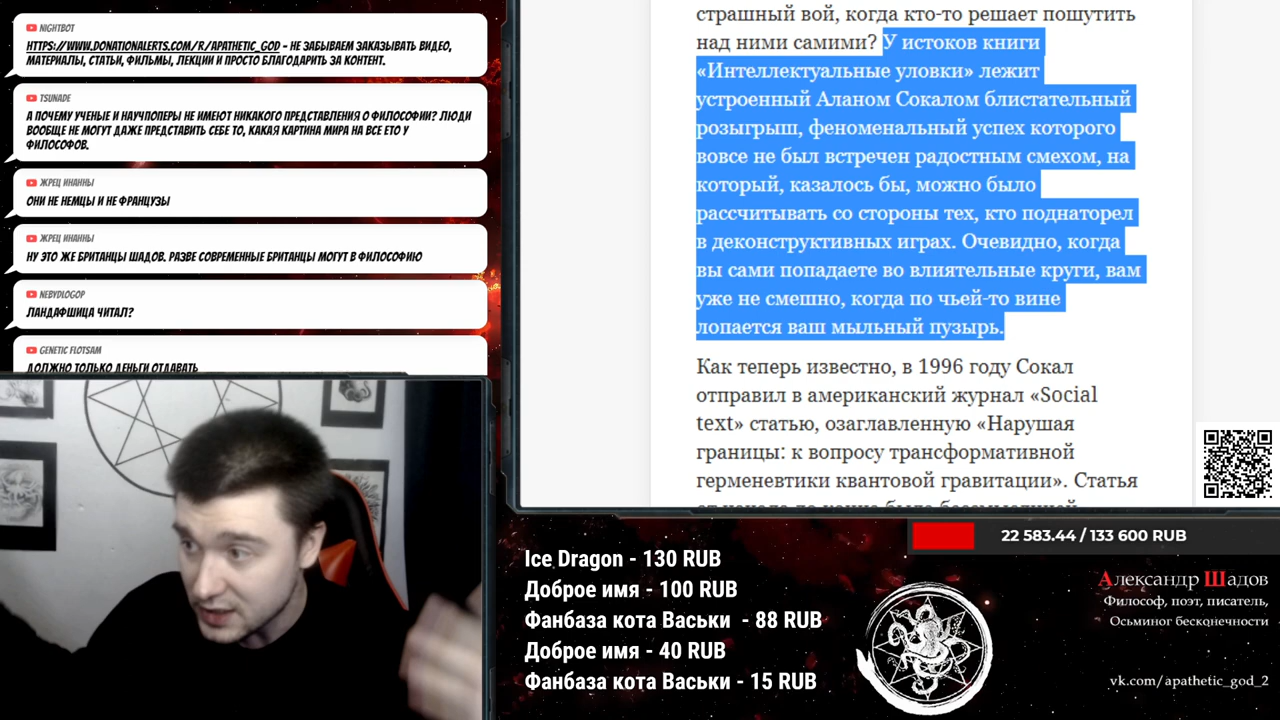 NIGHTBOT
HTTPS://WWW.DONATIONALERTS.COM/R/APATHETIC_GOD - НЕ ЗАБЫВАЕМ ЗАКАЗЫВАТЬ ВИДЕО,
МАТЕРИАЛЫ, СТАТЬИ, ФИЛЬМЫ, ЛЕКЦИИ И ПРОСТО БЛАГОДАРИТЬ ЗА КОНТЕНТ.
TSUNADE
А ПОЧЕМУ УЧЕНЫЕ И НАУЧПОПЕРЫ НЕ ИМЕЮТ НИКАКОГО ПРЕДСТАВЛЕНИЯ О ФИЛОСОФИИ? ЛЮДИ
ВООБЩЕ НЕ МОГУТ ДАЖЕ ПРЕДСТАВИТЬ СЕБЕ ТО, КАКАЯ КАРТИНА МИРА НА ВСЕ ЕТО У
ФИЛОСОФОВ.
ЖРЕЦ ИНАННЫ
ОНИ НЕ НЕМЦЫ И НЕ ФРАНЦУЗЫ
ЖРЕЦ ИНАННЫ
НУ ЭТО ЖЕ БРИТАНЦЫ ШАДОВ. РАЗВЕ СОВРЕМЕННЫЕ БРИТАНЦЫ МОГУТ В ФИЛОСОФИЮ
NEBYDLOGOP
ЛАНДАФШИЦА ЧИТАЛ?
GENETIC FLOTSAM
ДОЛЖНО ТОЛЬКО ДЕНЬГИ ОТДАВАТЬ
страшный вой, когда кто-то решает пошутить
над ними самими? У истоков книги
«Интеллектуальные уловки» лежит
устроенный Аланом Сокалом блистательный
розыгрыш, феноменальный успех которого
вовсе не был встречен радостным смехом, на
который, казалось бы, можно было
рассчитывать со стороны тех, кто поднаторел
в деконструктивных играх. Очевидно, когда
вы сами попадаете во влиятельные круги, вам
уже не смешно, когда по чьей-то вине
лопается ваш мыльный пузырь.
Как теперь известно, в 1996 году Сокал
отправил в американский журнал «Social
text» статью, озаглавленную «Нарушая
границы: к вопросу трансформативной
герменевтики квантовой гравитации». Статья
22 583.44 / 133 600 RUB
Ice Dragon - 130 RUB
Доброе имя - 100 RUB
Фанбаза кота Васьки - 88 RUB
Доброе имя - 40 RUB
Фанбаза кота Васьки - 15 RUB
Александр Шадов
Философ, поэт, писатель,
Осьминог бесконечности
vk.com/apathetic_god_2